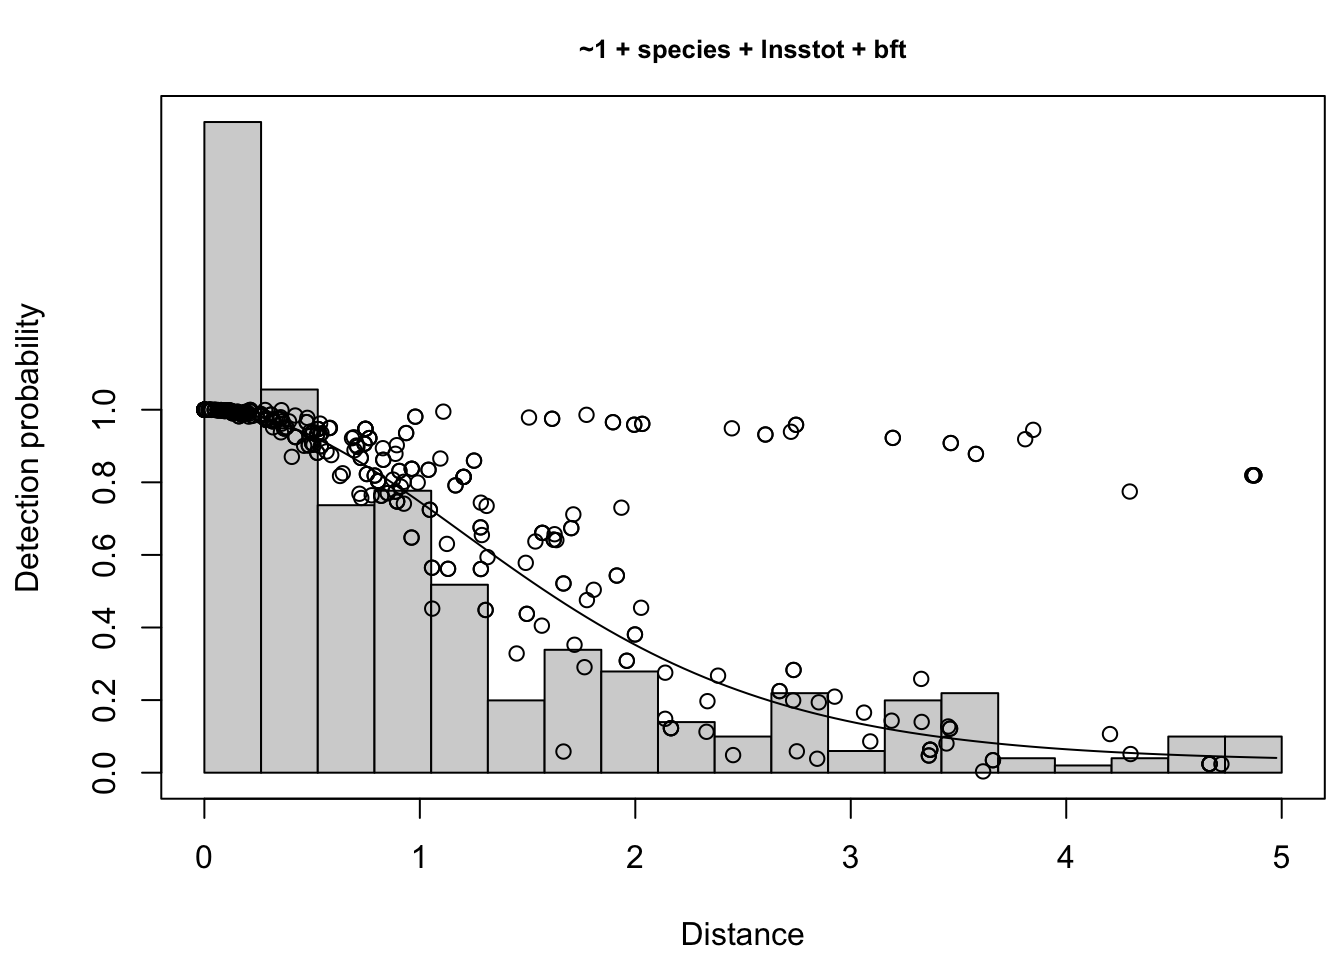 ~1 + species + lnsstot + bft
Detection probability
1.0
0.8
0.6
0.4
0.2
0.0
0 1 2 3 4 5
Distance